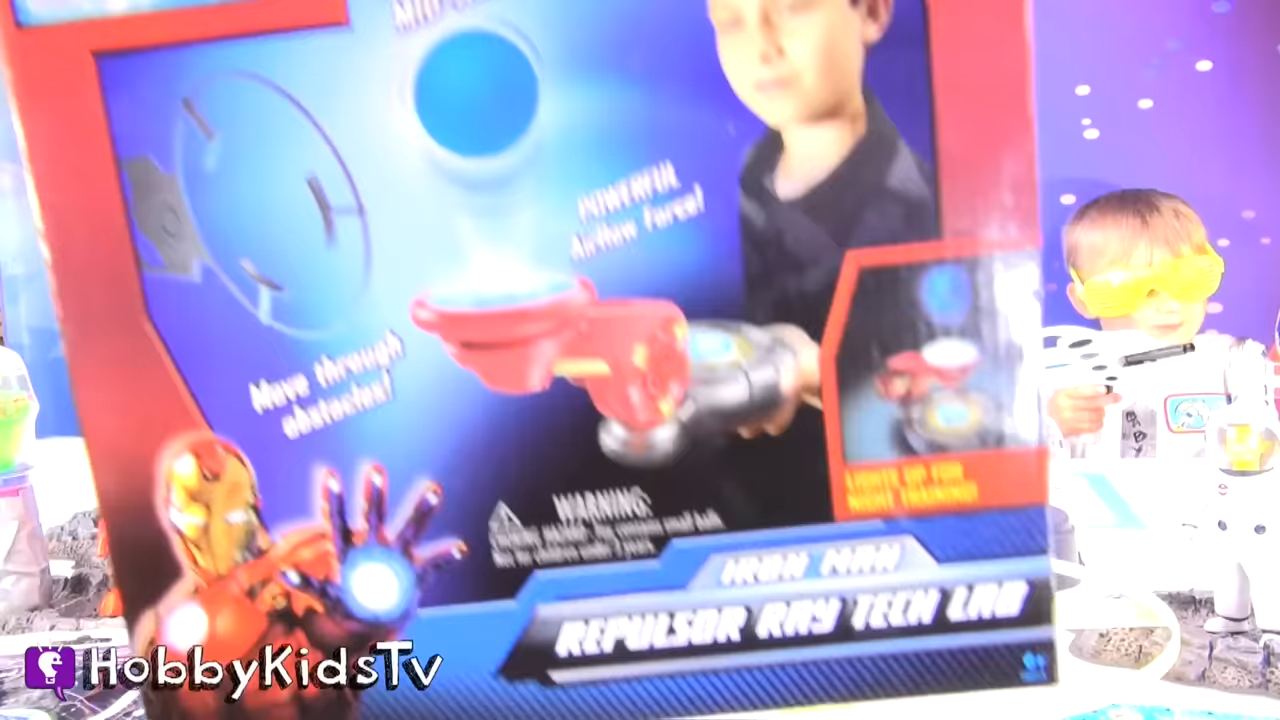 POWERFUL
Airflow Force!
Move through
obstacles!
LIGHTS UP FOR
NIGHT TRAINING!
WARNING:
IRON MAN
REPULSOR RAY TECH LAB
HobbyKidsTv